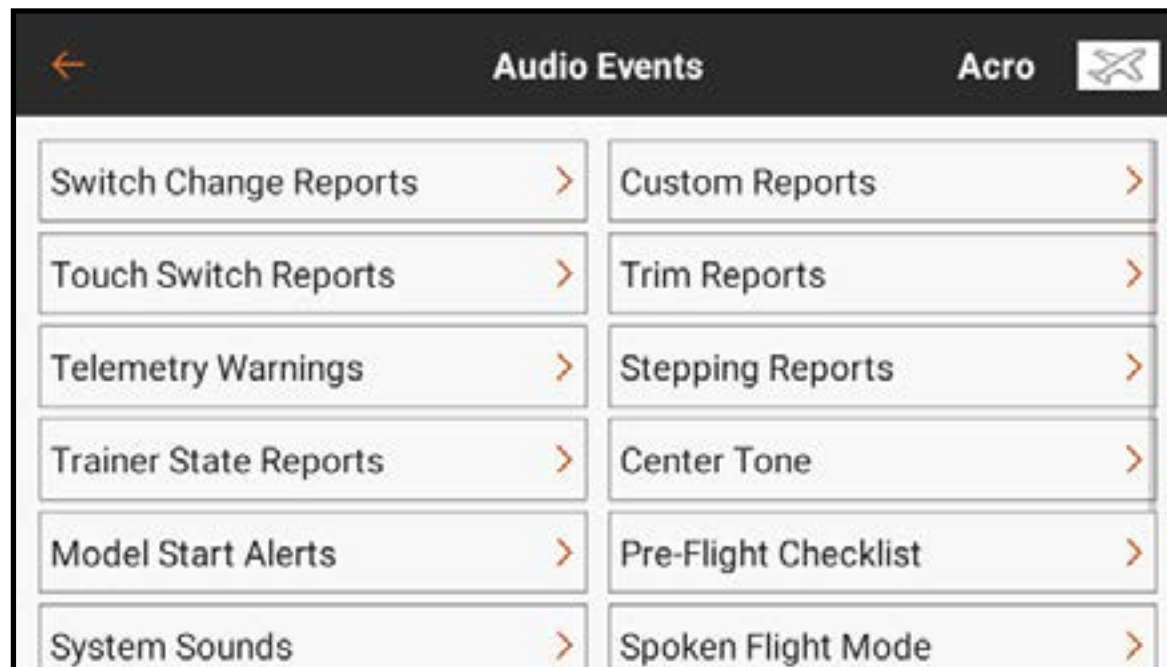 Audio Events
Acro
Switch Change Reports
Custom Reports
Touch Switch Reports
Trim Reports
Telemetry Warnings
Stepping Reports
Trainer State Reports
Center Tone
Model Start Alerts
Pre-Flight Checklist
System Sounds
Spoken Flight Mode